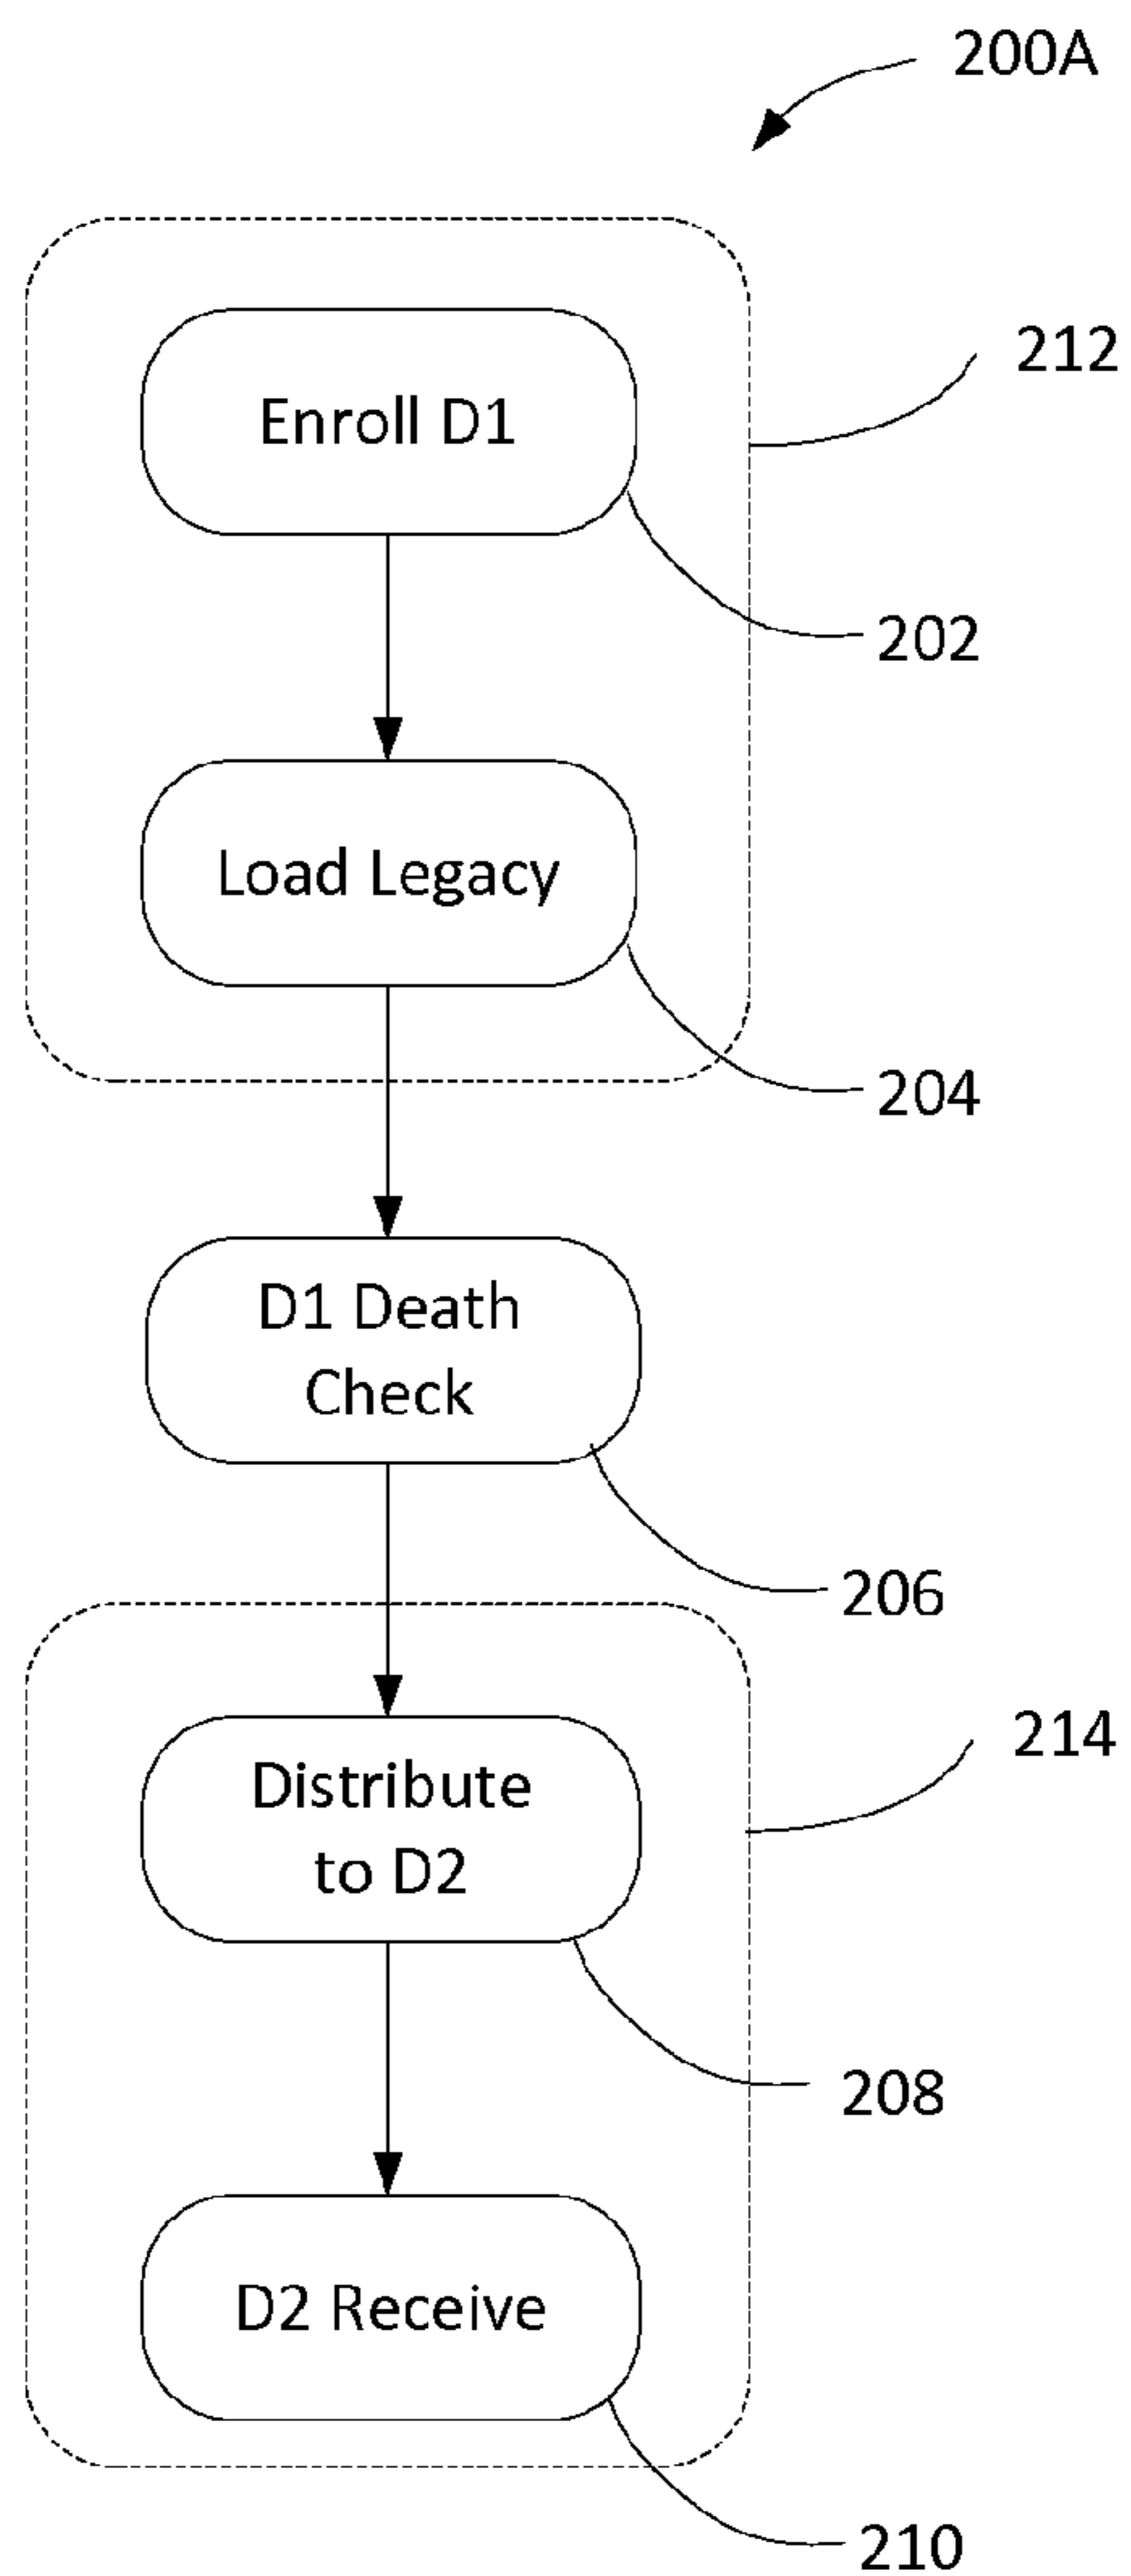 200A
212
Enroll D1
202
Load Legacy
204
D1 Death
Check
206
214
Distribute
to D2
208
D2 Receive
210